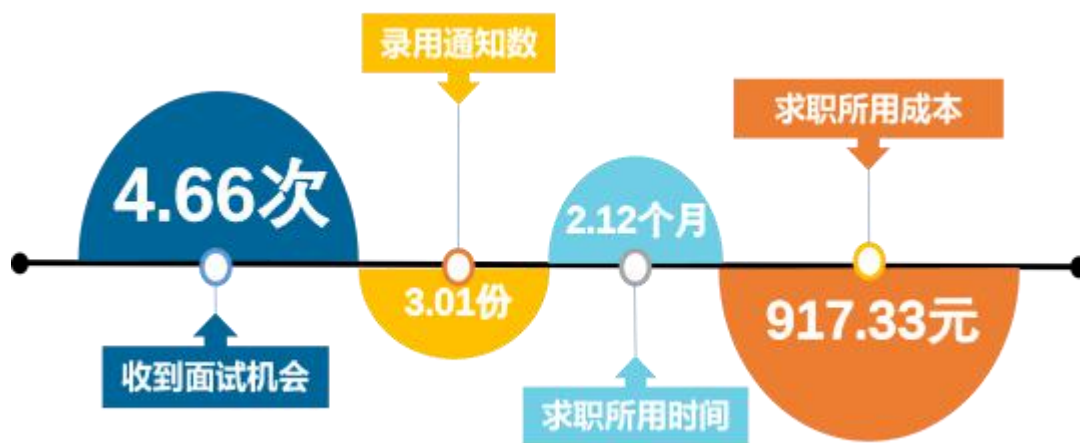 录用通知数
求职所用成本
4.66次
2.12个月
3.01份
917.33元
收到面试机会
求职所用时间